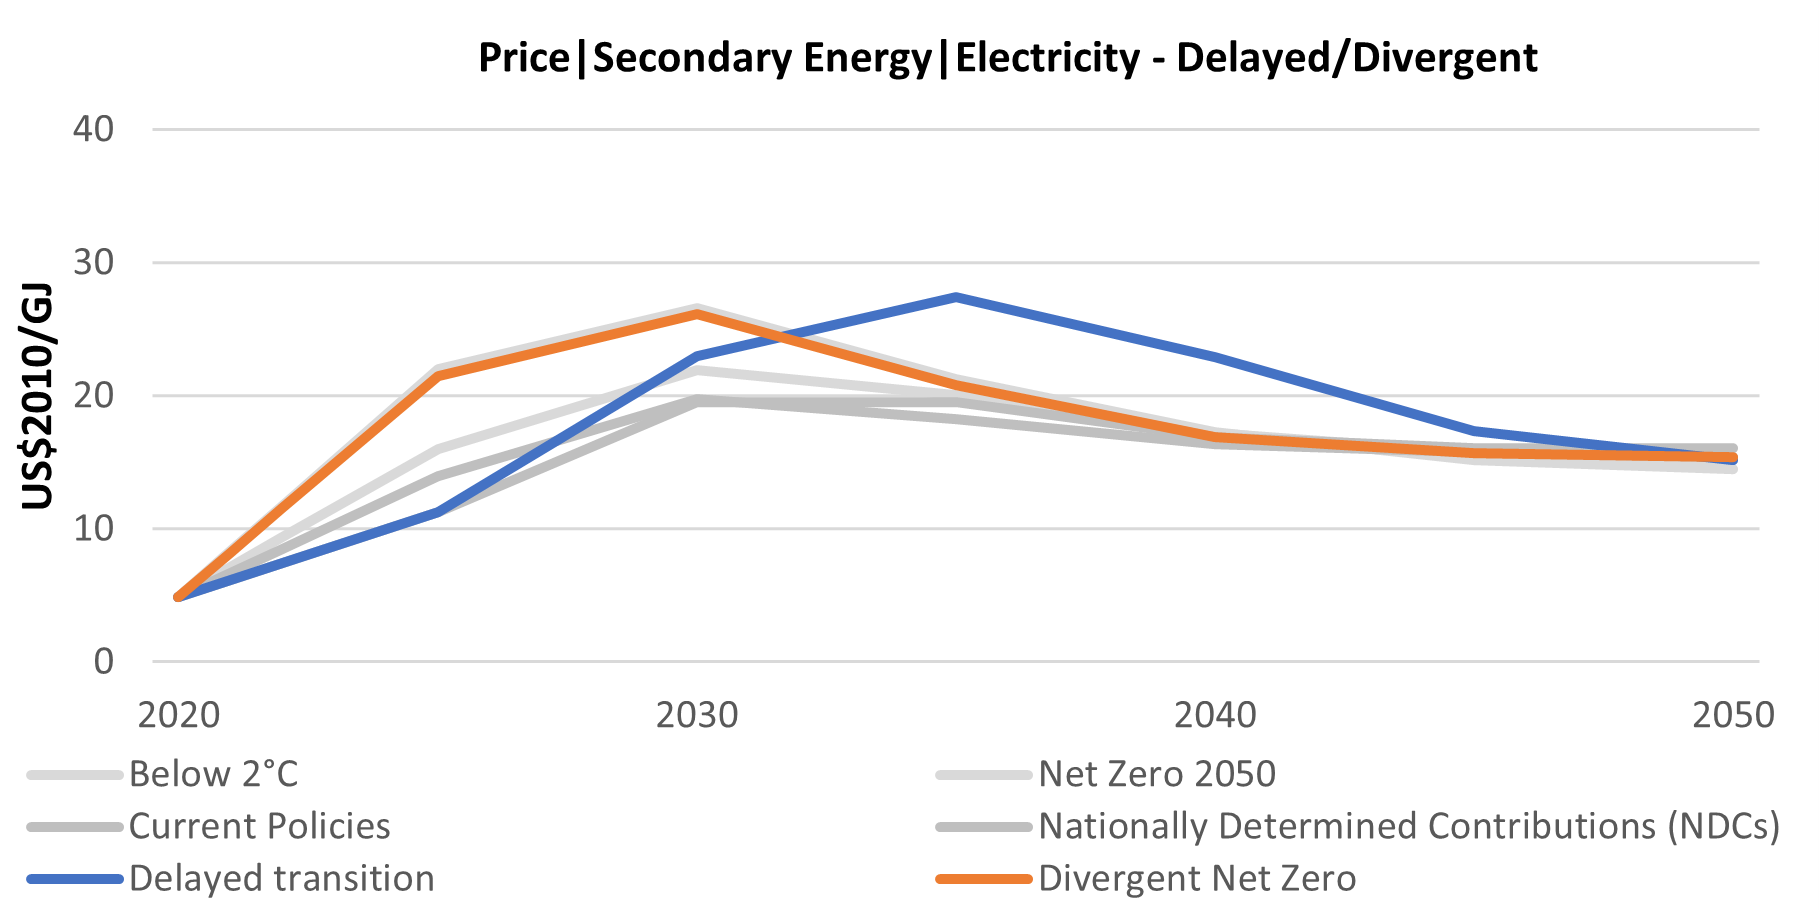 Price|Secondary Energy|Electricity - Delayed/Divergent
US$2010/GJ
40
30
20
10
0
2020 2030 2040 2050
Below 2°C Net Zero 2050
Current Policies Nationally Determined Contributions (NDCs)
Delayed transition Divergent Net Zero